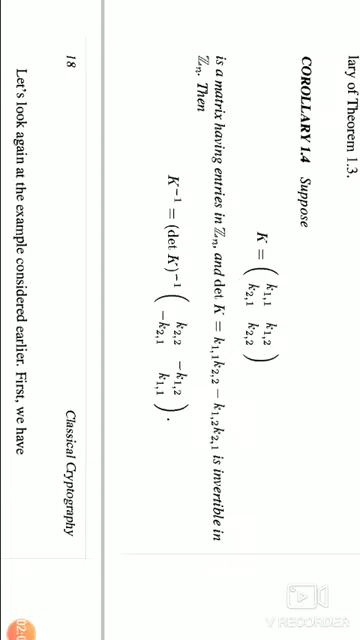 lary of Theorem 1.3.
COROLLARY 1.4 Suppose
K = ( k1,1 k1,2
k2,1 k2,2 )
is a matrix having entries in ℤn, and det K = k1,1k2,2 − k1,2k2,1 is invertible in
ℤn. Then
K−1 = (det K)−1 ( k2,2 −k1,2
−k2,1 k1,1 ) .
18 Classical Cryptography
Let's look again at the example considered earlier. First, we have
V RECORDER
02:0